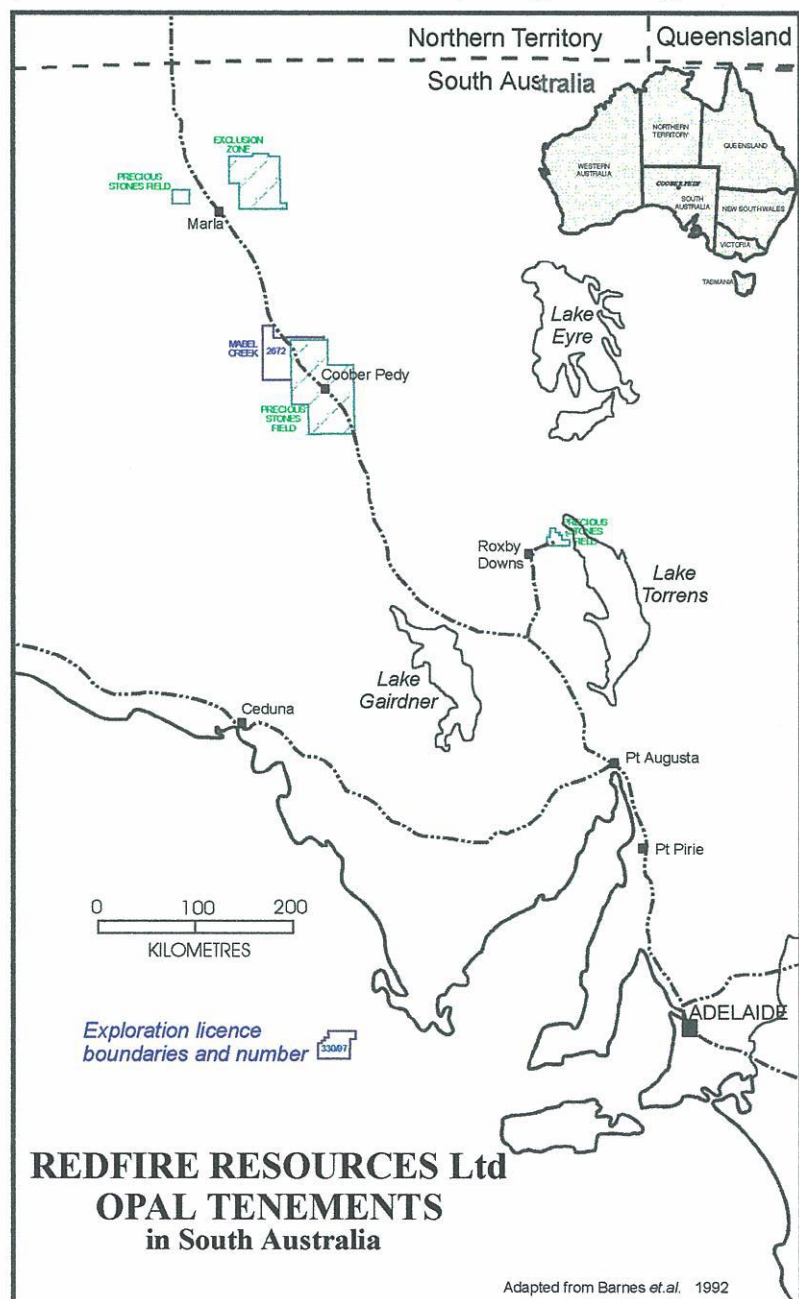 Northern Territory
Queensland
South Australia
NORTHERN
TERRITORY
QUEENSLAND
WESTERN
AUSTRALIA
COOBER PEDY
SOUTH
AUSTRALIA
NEW SOUTH WALES
VICTORIA
TASMANIA
EXCLUSION
ZONE
PRECIOUS
STONES FIELD
Marla
Lake
Eyre
MABEL
CREEK
2672
Coober Pedy
PRECIOUS
STONES
FIELD
PRECIOUS
STONES
FIELD
Roxby
Downs
Lake
Torrens
Lake
Gairdner
Ceduna
Pt Augusta
Pt Pirie
0 100 200
KILOMETRES
ADELAIDE
Exploration licence
boundaries and number
330/97
REDFIRE RESOURCES Ltd
OPAL TENEMENTS
in South Australia
Adapted from Barnes et.al. 1992